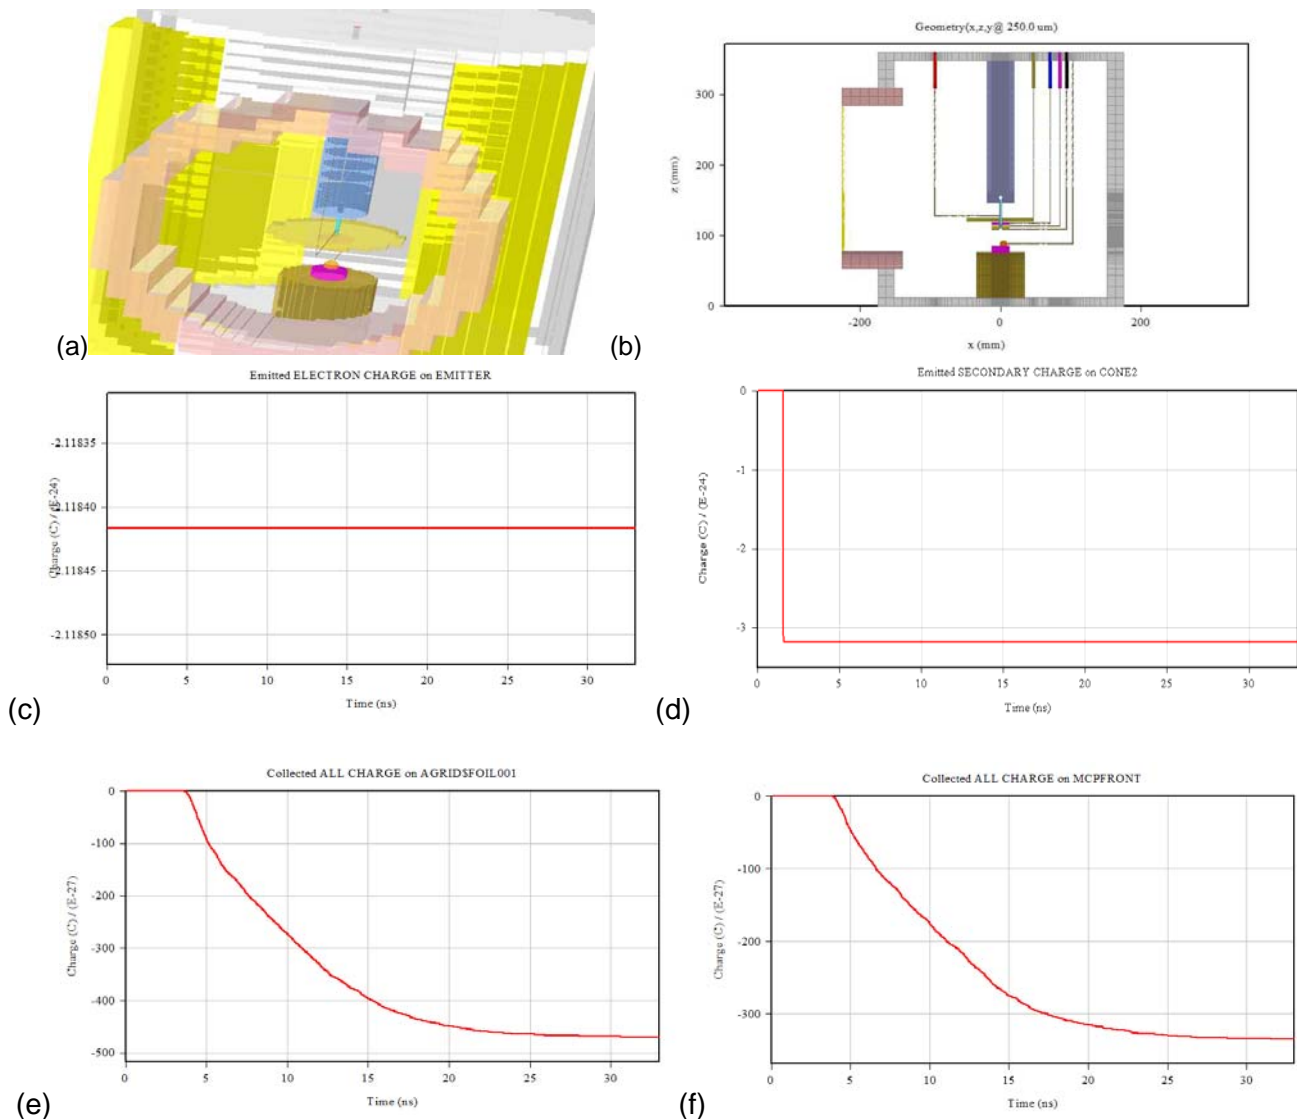 (a)
Geometry(x,z,y@ 250.0 um)
z (mm)
300
200
100
0
-200
0
200
x (mm)
(b)
Emitted ELECTRON CHARGE on EMITTER
Charge (C) / (E-24)
-2.11835
-2.11840
-2.11845
-2.11850
0 5 10 15 20 25 30
Time (ns)
(c)
Emitted SECONDARY CHARGE on CONE2
Charge (C) / (E-24)
0
-1
-2
-3
0 5 10 15 20 25 30
Time (ns)
(d)
Collected ALL CHARGE on AGRID$FOIL001
Charge (C) / (E-27)
0
-100
-200
-300
-400
-500
0 5 10 15 20 25 30
Time (ns)
(e)
Collected ALL CHARGE on MCPFRONT
Charge (C) / (E-27)
0
-100
-200
-300
0 5 10 15 20 25 30
Time (ns)
(f)